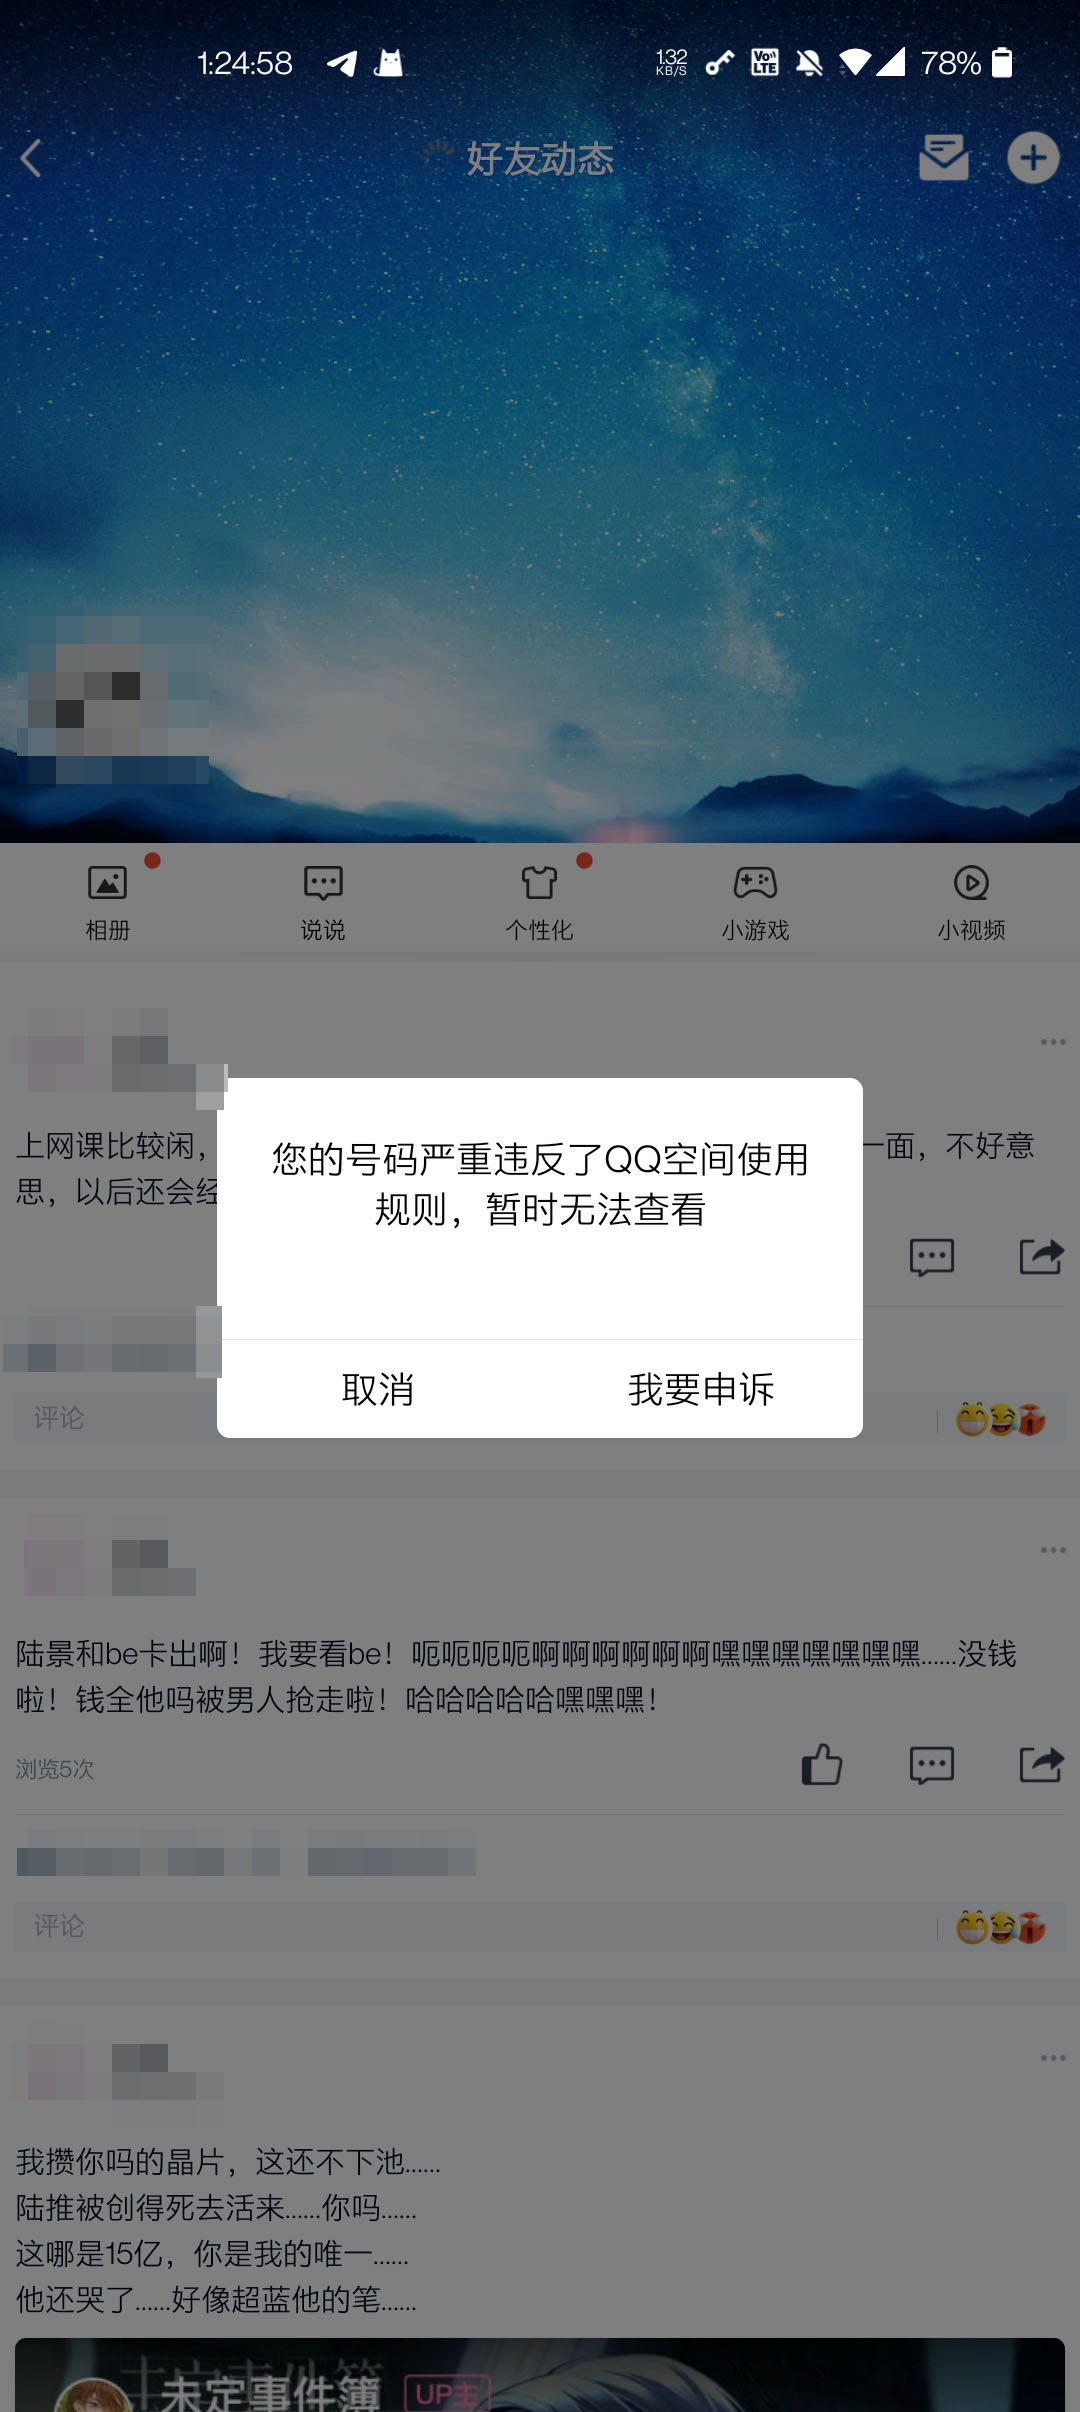 1:24:58
1.32
KB/S
Vo))
LTE
78%
好友动态
相册
说说
个性化
小游戏
小视频
上网课比较闲，
一面，不好意
思，以后还会经
您的号码严重违反了QQ空间使用
规则，暂时无法查看
取消
我要申诉
评论
陆景和be卡出啊！我要看be！呃呃呃呃啊啊啊啊啊啊嘿嘿嘿嘿嘿嘿嘿......没钱
啦！钱全他吗被男人抢走啦！哈哈哈哈哈嘿嘿嘿！
浏览5次
评论
我攒你吗的晶片，这还不下池......
陆推被创得死去活来......你吗......
这哪是15亿，你是我的唯一......
他还哭了......好像超蓝他的笔......
未定事件簿
UP主